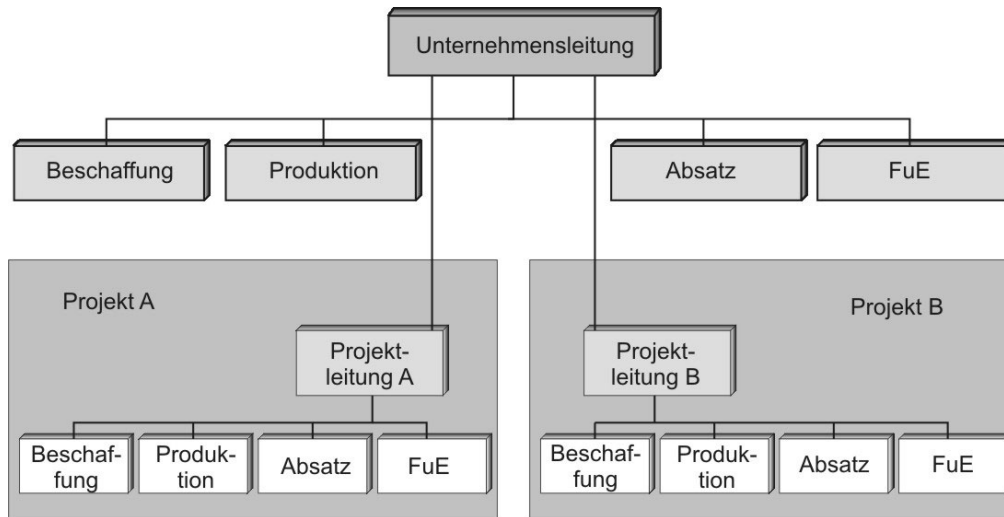 Unternehmensleitung
Beschaffung
Produktion
Absatz
FuE
Projekt A
Projekt-
leitung A
Beschaf-
fung
Produk-
tion
Absatz
FuE
Projekt B
Projekt-
leitung B
Beschaf-
fung
Produk-
tion
Absatz
FuE